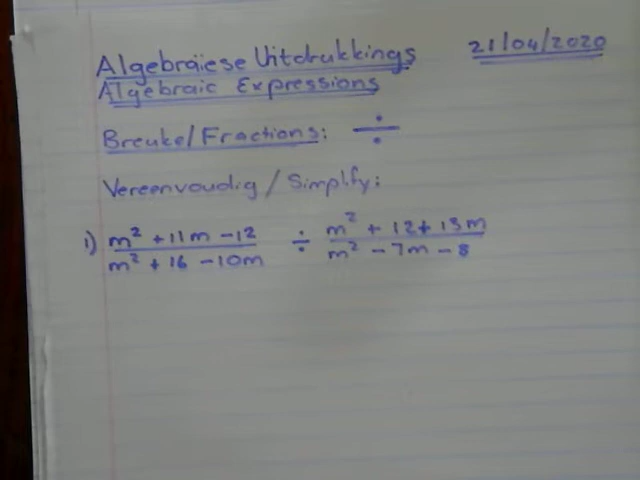 Algebraïese Uitdrukkings 21/04/2020
Algebraic Expressions
Breuke/Fractions: ÷
Vereenvoudig / Simplify:
1) m² + 11m - 12 / m² + 16 - 10m ÷ m² + 12 + 13m / m² - 7m - 8